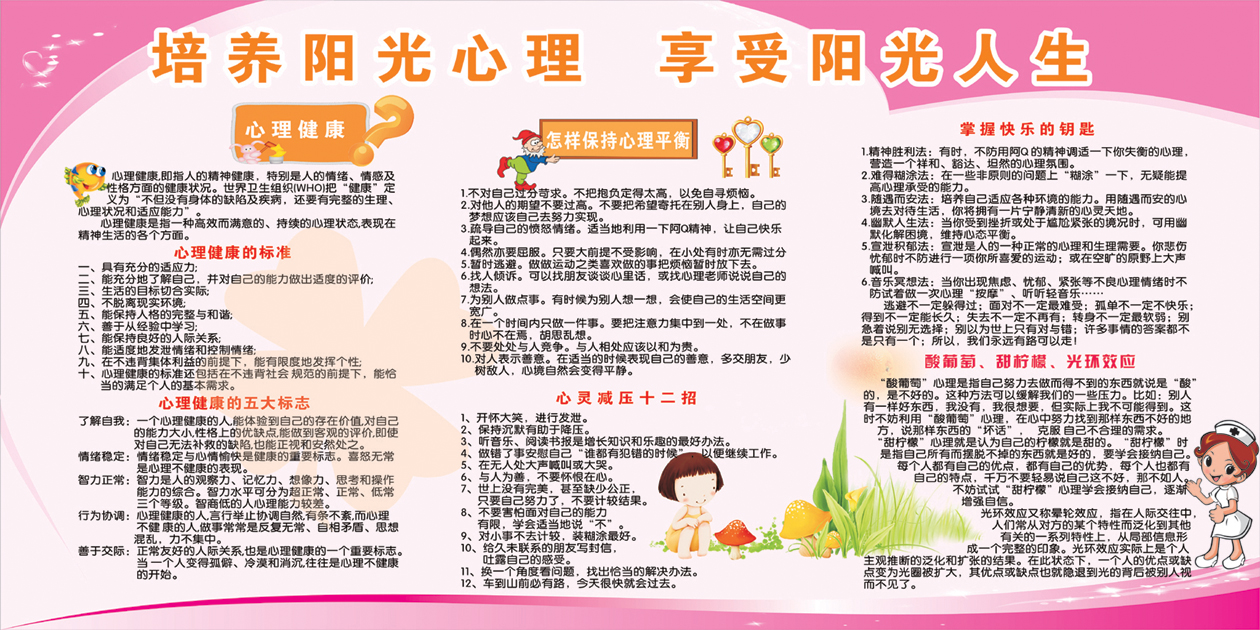 培养阳光心理 享受阳光人生
心理健康
心理健康,即指人的精神健康，特别是人的情绪、情感及
性格方面的健康状况。世界卫生组织(WHO)把“健康”定
义为“不但没有身体的缺陷及疾病，还要有完整的生理、
心理状况和适应能力”。
心理健康是指一种高效而满意的、持续的心理状态,表现在
精神生活的各个方面。
心理健康的标准
一、具有充分的适应力;
二、能充分地了解自己，并对自己的能力做出适度的评价;
三、生活的目标切合实际;
四、不脱离现实环境;
五、能保持人格的完整与和谐;
六、善于从经验中学习;
七、能保持良好的人际关系;
八、能适度地发泄情绪和控制情绪;
九、在不违背集体利益的前提下，能有限度地发挥个性;
十、心理健康的标准还包括在不违背社会 规范的前提下，能恰
当的满足个人的基本需求。
心理健康的五大标志
了解自我：一个心理健康的人,能体验到自己的存在价值,对自己
的能力大小,性格上的优缺点,能做到客观的评价,即使
对自己无法补救的缺陷,也能正视和安然处之。
情绪稳定：情绪稳定与心情愉快是健康的重要标志。喜怒无常
是心理不健康的表现。
智力正常：智力是人的观察力、记忆力、想像力、思考和操作
能力的综合。智力水平可分为超正常、正常、低常
三个等级。智商低的人心理能力较差。
行为协调：心理健康的人,言行举止协调自然,有条不紊,而心理
不健 康的人,做事常常是反复无常、自相矛盾、思想
混乱，力不集中。
善于交际：正常友好的人际关系,也是心理健康的一个重要标志。
当一个人变得孤僻、冷漠和消沉,往往是心理不健康
的开始。
怎样保持心理平衡
1.不对自己过分苛求。不把抱负定得太高，以免自寻烦恼。
2.对他人的期望不要过高。不要把希望寄托在别人身上，自己的
梦想应该自己去努力实现。
3.疏导自己的愤怒情绪。适当地利用一下阿Q精神，让自己快乐
起来。
4.偶然亦要屈服。只要大前提不受影响，在小处有时亦无需过分
5.暂时逃避。做做运动之类喜欢做的事把烦恼暂时放下去。
6.找人倾诉。可以找朋友谈谈心里话，或找心理老师说说自己的
想法。
7.为别人做点事。有时候为别人想一想，会使自己的生活空间更
宽广。
8.在一个时间内只做一件事。要把注意力集中到一处，不在做事
时心不在焉，胡思乱想。
9.不要处处与人竞争。与人相处应该以和为贵。
10.对人表示善意。在适当的时候表现自己的善意，多交朋友，少
树敌人，心境自然会变得平静。
心灵减压十二招
1、开怀大笑，进行发泄。
2、保持沉默有助于降压。
3、听音乐、阅读书报是增长知识和乐趣的最好办法。
4、做错了事安慰自己“谁都有犯错的时候”，以便继续工作。
5、在无人处大声喊叫或大哭。
6、与人为善，不要怀恨在心。
7、世上没有完美，甚至缺少公正，
只要自己努力了，不要计较结果。
8、不要害怕面对自己的能力
有限，学会适当地说“不”。
9、对小事不去计较，装糊涂最好。
10、给久未联系的朋友写封信，
吐露自己的感受。
11、换一个角度看问题，找出恰当的解决办法。
12、车到山前必有路，今天很快就会过去。
掌握快乐的钥匙
1.精神胜利法：有时，不防用阿Q的精神调适一下你失衡的心理，
营造一个祥和、豁达、坦然的心理氛围。
2.难得糊涂法：在一些非原则的问题上“糊涂”一下，无疑能提
高心理承受的能力。
3.随遇而安法：培养自己适应各种环境的能力。用随遇而安的心
境去对待生活，你将拥有一片宁静清新的心灵天地。
4.幽默人生法：当你受到挫折或处于尴尬紧张的境况时，可用幽
默化解困境，维持心态平衡。
5.宣泄积郁法：宣泄是人的一种正常的心理和生理需要。你悲伤
忧郁时不防进行一项你所喜爱的运动；或在空旷的原野上大声
喊叫。
6.音乐冥想法：当你出现焦虑、忧郁、紧张等不良心理情绪时不
防试着做一次心理“按摩”、听听轻音乐……
逃避不一定躲得过；面对不一定最难受；孤单不一定不快乐；
得到不一定能长久；失去不一定不再有；转身不一定最软弱；别
急着说别无选择；别以为世上只有对与错；许多事情的答案都不
是只有一个；所以，我们永远有路可以走！
酸葡萄、甜柠檬、光环效应
“酸葡萄”心理是指自己努力去做而得不到的东西就说是“酸”
的，是不好的。这种方法可以缓解我们的一些压力。比如：别人
有一样好东西，我没有，我很想要，但实际上我不可能得到。这
时不妨利用“酸葡萄”心理，在心中努力找到那样东西不好的地
方，说那样东西的“坏话”， 克服自己不合理的需求。
“甜柠檬”心理就是认为自己的柠檬就是甜的。“甜柠檬”时
是指自己所有而摆脱不掉的东西就是好的，要学会接纳自己。
每个人都有自己的优点，都有自己的优势，每个人也都有
自己的特点，千万不要轻易说自己这不好，那不如人。
不妨试试“甜柠檬”心理学会接纳自己，逐渐
增强自信。
光环效应又称晕轮效应，指在人际交往中，
人们常从对方的某个特性而泛化到其他
有关的一系列特性上，从局部信息形
成一个完整的印象。光环效应实际上是个人
主观推断的泛化和扩张的结果。在此状态下，一个人的优点或缺
点变为光圈被扩大，其优点或缺点也就隐退到光的背后被别人视
而不见了。